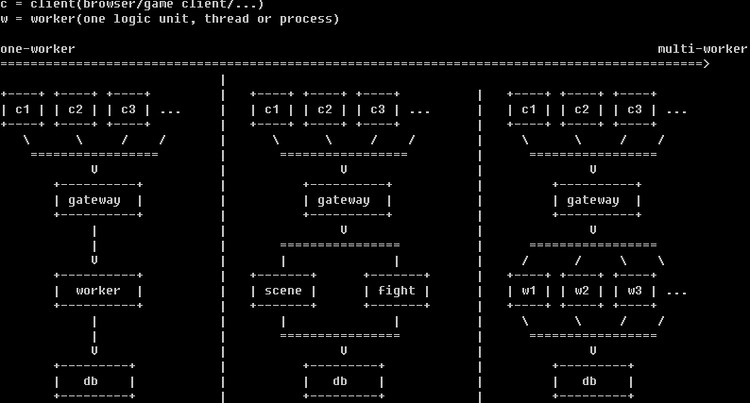 c = client(browser/game client/...)
w = worker(one logic unit, thread or process)
one-worker multi-worker
c1 c2 c3 ... c1 c2 c3 ... c1 c2 c3 ...
gateway gateway gateway
worker scene fight w1 w2 w3 ...
db db db